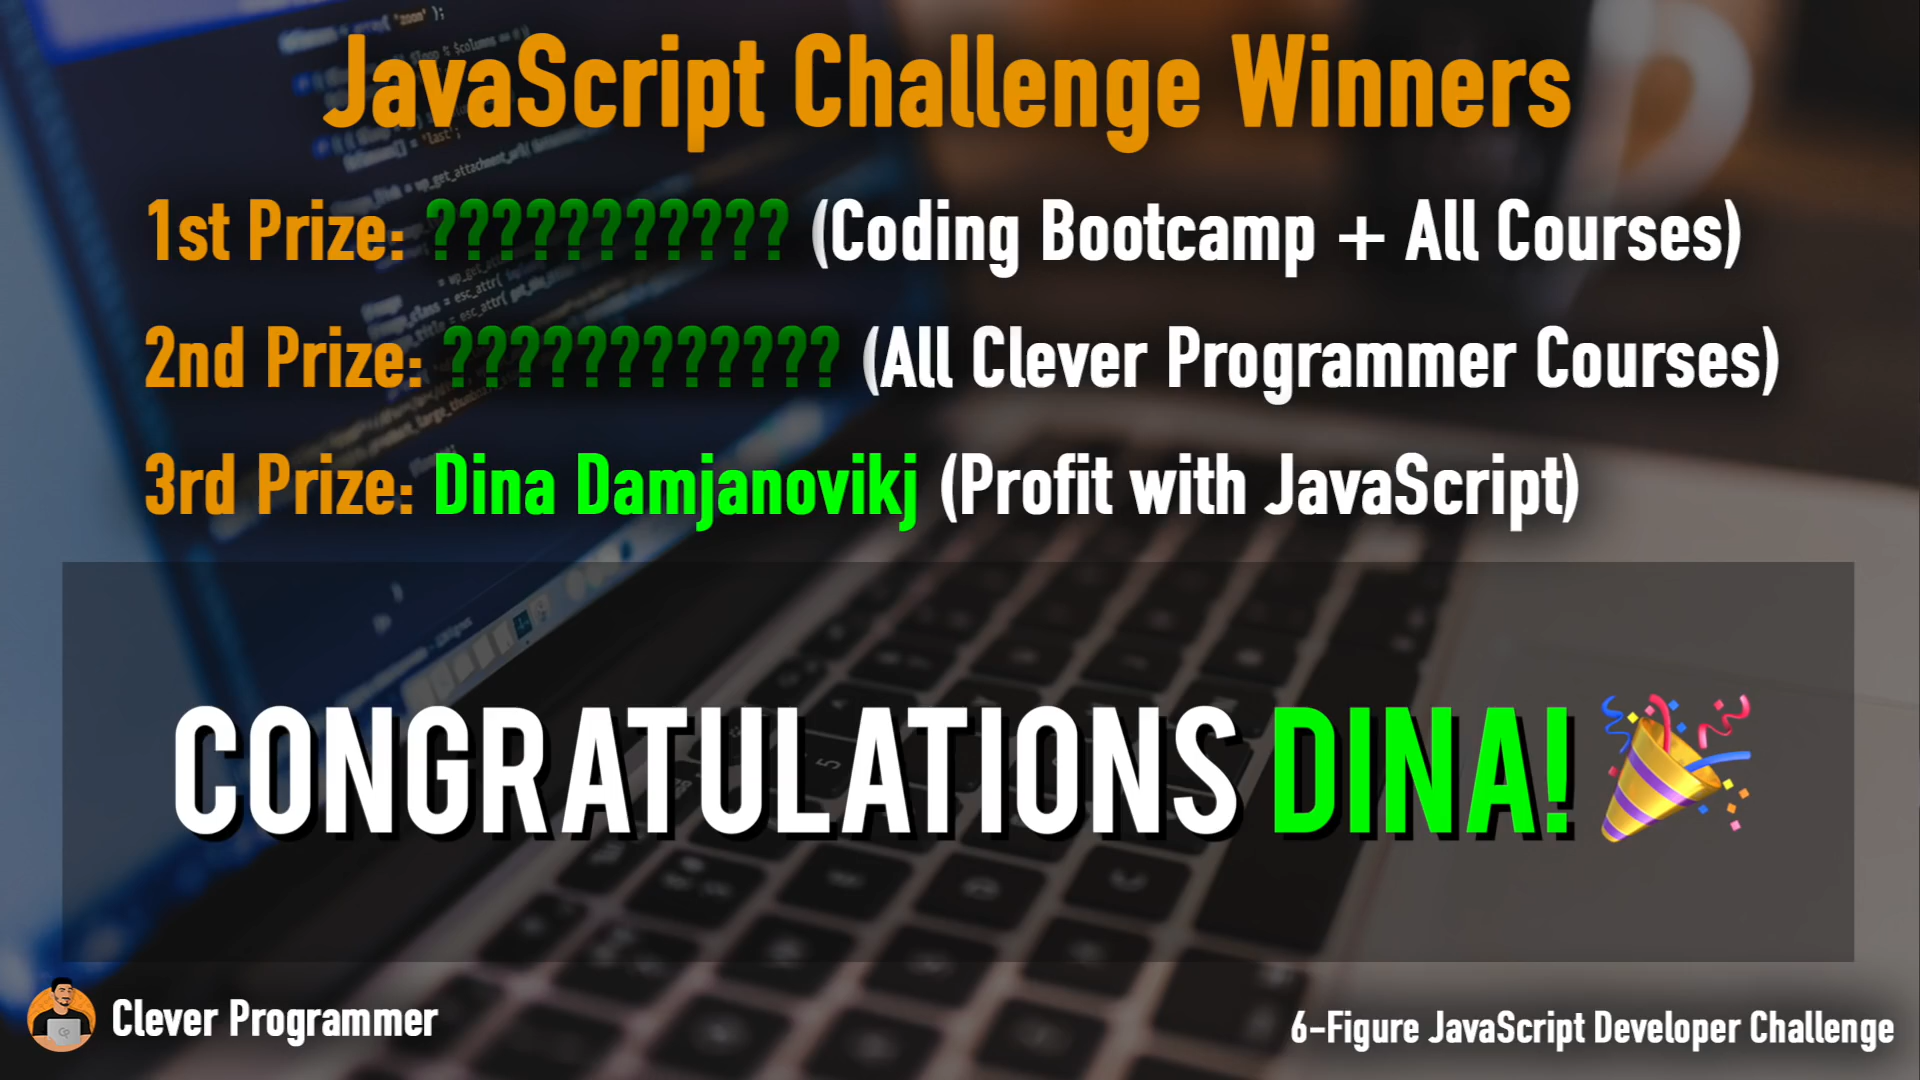 JavaScript Challenge Winners
1st Prize: ??????????? (Coding Bootcamp + All Courses)
2nd Prize: ???????????? (All Clever Programmer Courses)
3rd Prize: Dina Damjanovikj (Profit with JavaScript)
CONGRATULATIONS DINA!
Clever Programmer
6-Figure JavaScript Developer Challenge